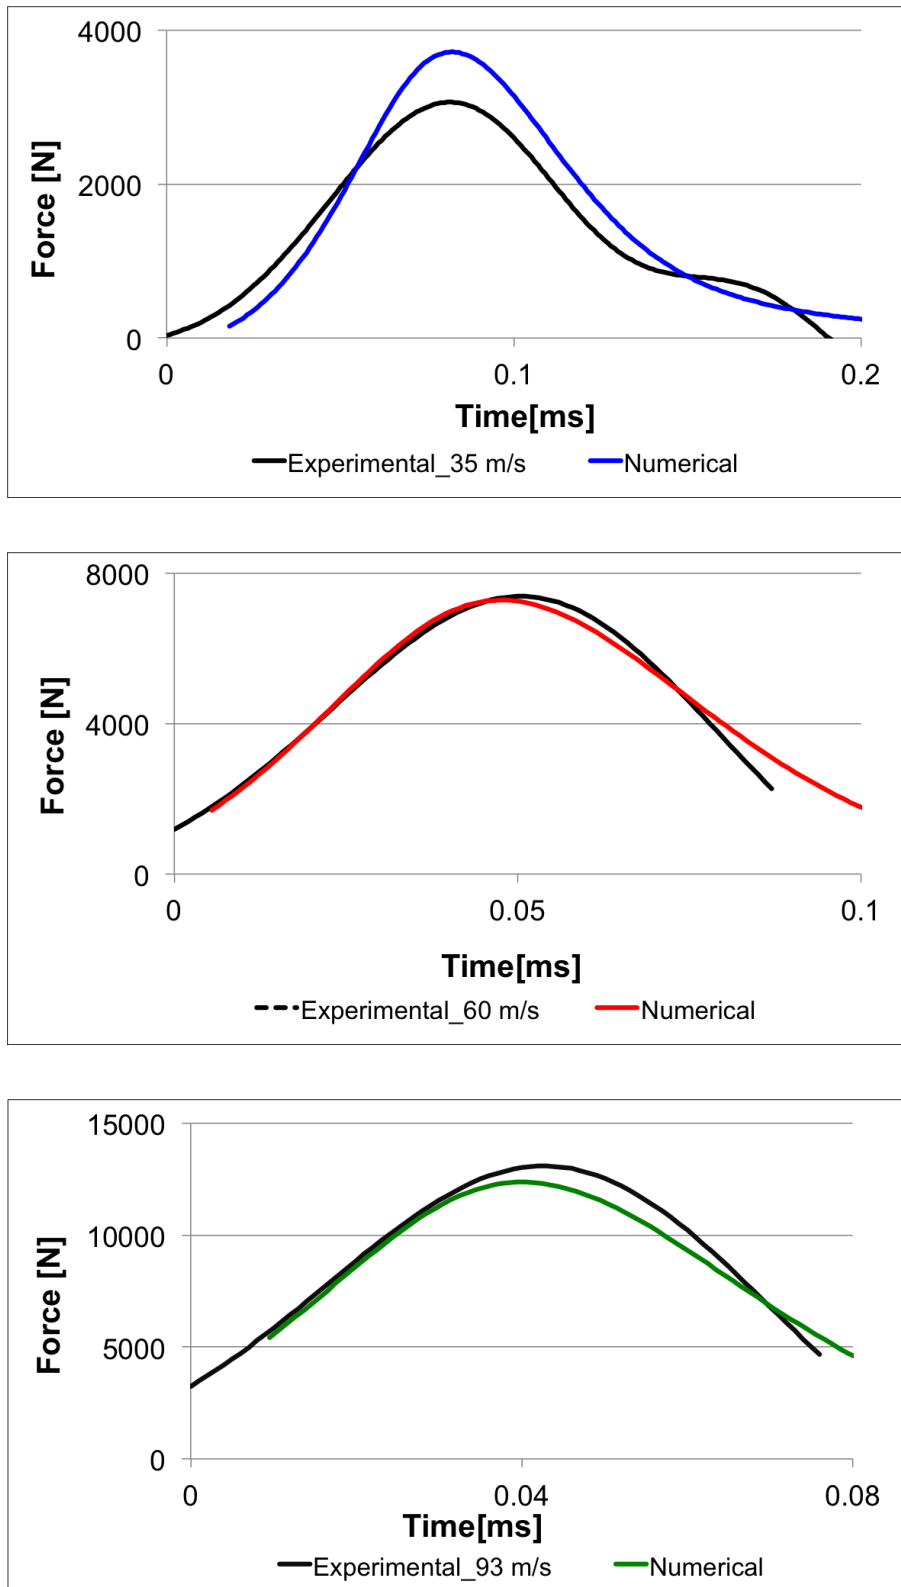 4000
2000
0
Force [N]
0 0.1 0.2
Time[ms]
Experimental_35 m/s Numerical
8000
4000
0
Force [N]
0 0.05 0.1
Time[ms]
Experimental_60 m/s Numerical
15000
10000
5000
0
Force [N]
0 0.04 0.08
Time[ms]
Experimental_93 m/s Numerical